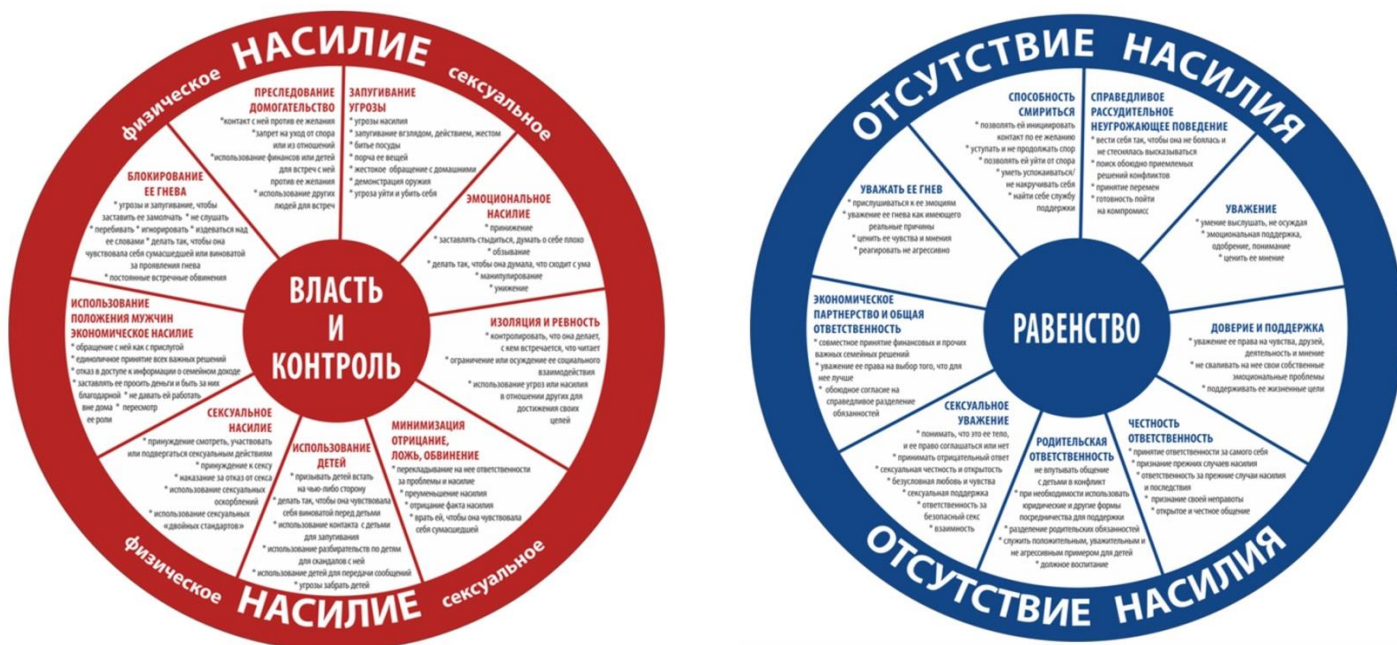 НАСИЛИЕ
физическое
сексуальное
ПРЕСЛЕДОВАНИЕ
ДОМОГАТЕЛЬСТВО
*контакт с ней против ее желания
*запрет на уход от спора
или из отношений
*использование финансов или детей
для встреч с ней
против ее желания
* использование других
людей для встреч
ЗАПУГИВАНИЕ
УГРОЗЫ
* угрозы насилия
* запугивание взглядом, действием, жестом
* битье посуды
* порча ее вещей
* жестокое обращение с домашними
* демонстрация оружия
* угроза уйти и убить себя
ЭМОЦИОНАЛЬНОЕ
НАСИЛИЕ
* принижение
* заставлять стыдиться, думать о себе плохо
* обзывание
* делать так, чтобы она думала, что сходит с ума
* манипулирование
* унижение
ИЗОЛЯЦИЯ И РЕВНОСТЬ
* контролировать, что она делает,
с кем встречается, что читает
* ограничение или осуждение ее социального
взаимодействия
* использование угроз или насилия
в отношении других для
достижения своих
целей
МИНИМИЗАЦИЯ
ОТРИЦАНИЕ,
ЛОЖЬ, ОБВИНЕНИЕ
* перекладывание на нее ответственности
за проблемы и насилие
* преуменьшение насилия
* отрицание факта насилия
* врать ей, чтобы она чувствовала
себя сумасшедшей
ИСПОЛЬЗОВАНИЕ
ДЕТЕЙ
* призывать детей встать
на чью-либо сторону
* делать так, чтобы она чувствовала
себя виноватой перед детьми
* использование контакта с детьми
для запугивания
* использование разбирательств по детям
для скандалов с ней
* использование детей для передачи сообщений
* угрозы забрать детей
СЕКСУАЛЬНОЕ
НАСИЛИЕ
* принуждение смотреть, участвовать
или подвергаться сексуальным действиям
* принуждение к сексу
* наказание за отказ от секса
* использование сексуальных
оскорблений
* использование сексуальных
«двойных стандартов»
ИСПОЛЬЗОВАНИЕ
ПОЛОЖЕНИЯ МУЖЧИН
ЭКОНОМИЧЕСКОЕ НАСИЛИЕ
* обращение с ней как с прислугой
* единоличное принятие всех важных решений
* отказ в доступе к информации о семейном доходе
* заставлять ее просить деньги и быть за них
благодарной * не давать ей работать
вне дома * пересмотр
ее роли
БЛОКИРОВАНИЕ
ЕЕ ГНЕВА
* угрозы и запугивание, чтобы
заставить ее замолчать * не слушать
* перебивать * игнорировать * издеваться над
ее словами * делать так, чтобы она
чувствовала себя сумасшедшей или виноватой
за проявления гнева
* постоянные встречные обвинения
ВЛАСТЬ
И
КОНТРОЛЬ
физическое
НАСИЛИЕ
сексуальное
ОТСУТСТВИЕ НАСИЛИЯ
СПОСОБНОСТЬ
СМИРИТЬСЯ
* позволять ей инициировать
контакт по ее желанию
* уступать и не продолжать спор
* позволять ей уйти от спора
* уметь успокаиваться/
не накручивать себя
* найти себе службу
поддержки
СПРАВЕДЛИВОЕ
РАССУДИТЕЛЬНОЕ
НЕУГРОЖАЮЩЕЕ ПОВЕДЕНИЕ
* вести себя так, чтобы она не боялась и
не стеснялась высказываться
* поиск обоюдно приемлемых
решений конфликтов
* принятие перемен
* готовность пойти
на компромисс
УВАЖЕНИЕ
* умение выслушать, не осуждая
* эмоциональная поддержка,
одобрение, понимание
* ценить ее мнение
ДОВЕРИЕ И ПОДДЕРЖКА
* уважение ее права на чувства, друзей,
деятельность и мнение
* не сваливать на нее свои собственные
эмоциональные проблемы
* поддерживать ее жизненные цели
ЧЕСТНОСТЬ
ОТВЕТСТВЕННОСТЬ
* принятие ответственности за самого себя
* признание прежних случаев насилия
* ответственность за прежние случаи насилия
и последствия
* признание своей неправоты
* открытое и честное общение
РОДИТЕЛЬСКАЯ
ОТВЕТСТВЕННОСТЬ
не впутывать общение
с детьми в конфликт
* при необходимости использовать
юридические и другие формы
посредничества для поддержки
* разделение родительских обязанностей
* служить положительным, уважительным и
не агрессивным примером для детей
* должное воспитание
СЕКСУАЛЬНОЕ
УВАЖЕНИЕ
* понимать, что это ее тело,
и ее право соглашаться или нет
* принимать отрицательный ответ
* сексуальная честность и открытость
* безусловная любовь и чувства
* сексуальная поддержка
* ответственность за
безопасный секс
* взаимность
ЭКОНОМИЧЕСКОЕ
ПАРТНЕРСТВО И ОБЩАЯ
ОТВЕТСТВЕННОСТЬ
* совместное принятие финансовых и прочих
важных семейных решений
* уважение ее права на выбор того, что для
нее лучше
* обоюдное согласие на
справедливое разделение
обязанностей
УВАЖАТЬ ЕЕ ГНЕВ
* прислушиваться к ее эмоциям
* уважение ее гнева как имеющего
реальные причины
* ценить ее чувства и мнения
* реагировать не агрессивно
РАВЕНСТВО
ОТСУТСТВИЕ НАСИЛИЯ